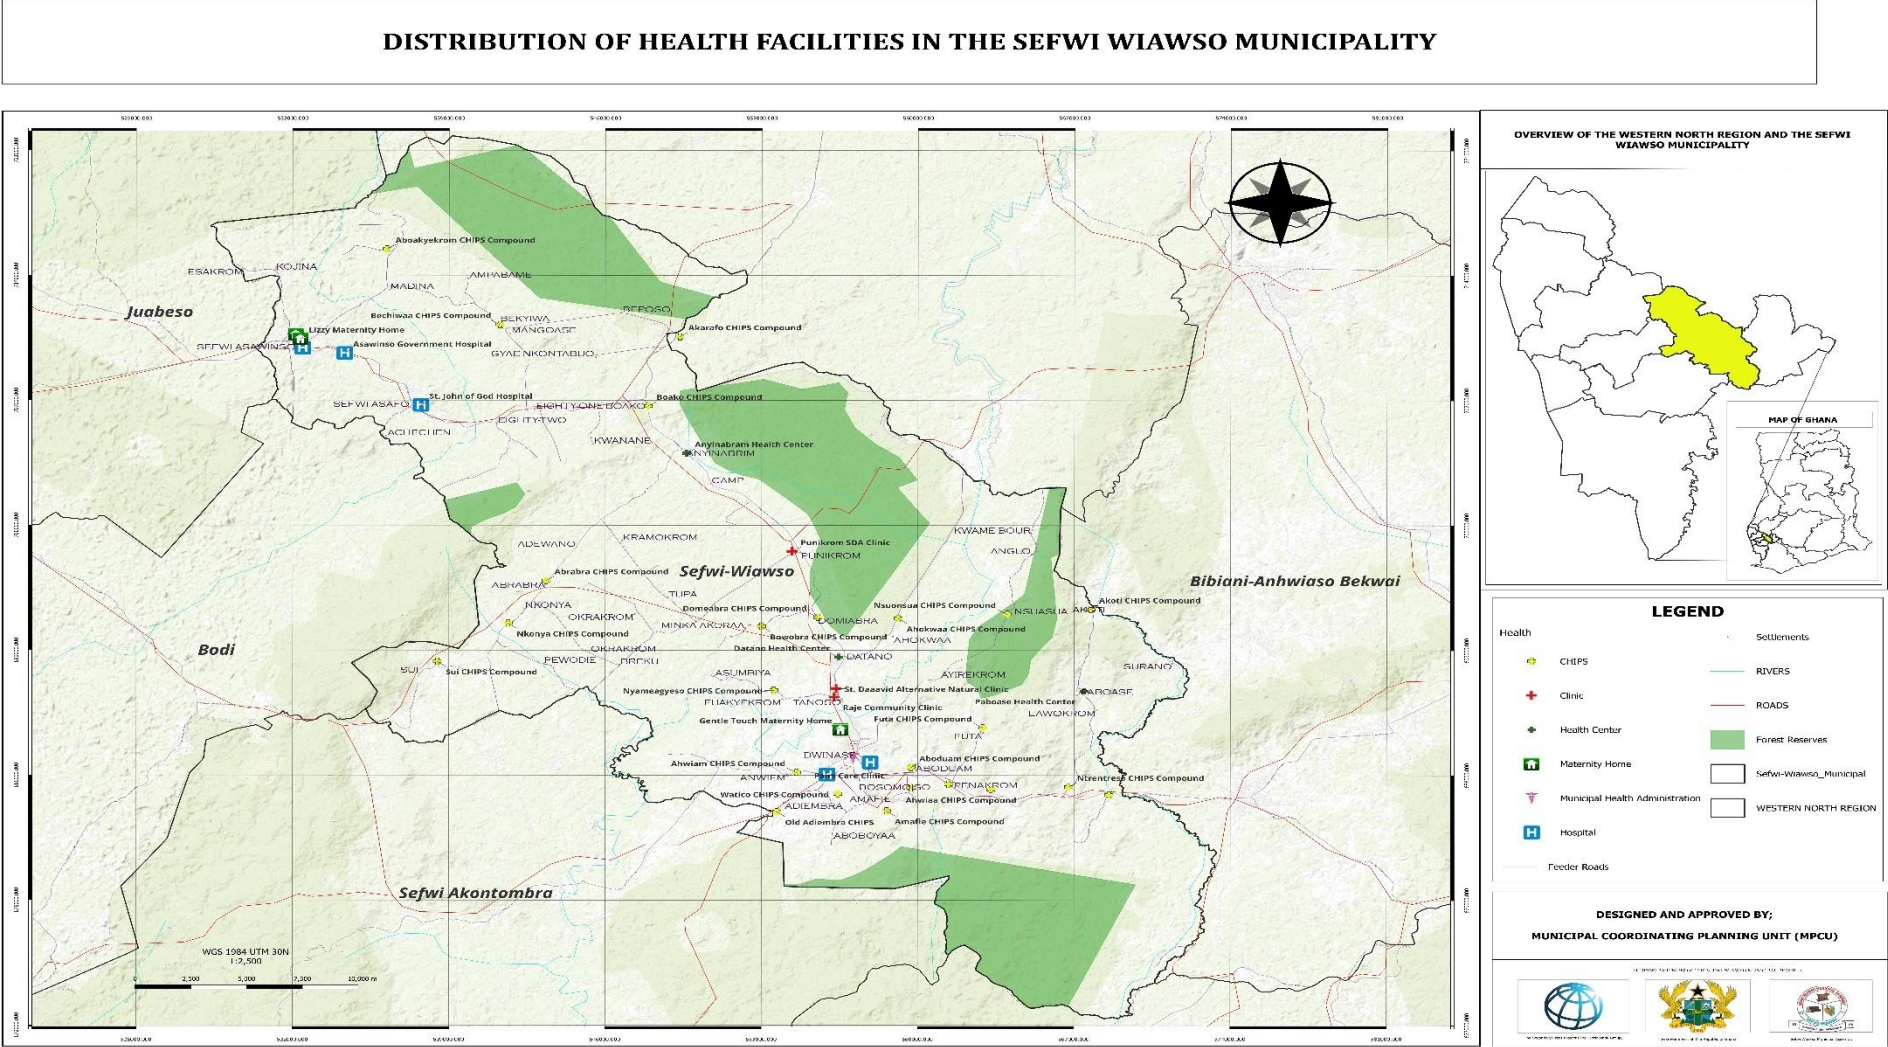 DISTRIBUTION OF HEALTH FACILITIES IN THE SEFWI WIAWSO MUNICIPALITY
Aboakyekrom CHIPS Compound
KOJINA
ESAKROM
AMPABAME
MADINA
Juabeso
BEPOSO
Bechiwaa CHIPS Compound
BEKYIWA
MANGOASE
Akarafo CHIPS Compound
Lizzy Maternity Home
SEFWI ASAWINSO
Asawinso Government Hospital
GYAE NKONTABUO
St. John of God Hospital
Boako CHIPS Compound
SEFWI ASAFO
EIGHTY-ONE BOAKO
EIGHTY-TWO
ACHECHEN
KWANANE
Anyinabram Health Center
NYINABRIM
CAMP
KWAME BOUR
KRAMOKROM
ADEWANO
Punikrom SDA Clinic
PUNIKROM
ANGLO
Abrabra CHIPS Compound
Sefwi-Wiawso
ABRABRA
Bibiani-Anhwiaso Bekwai
TUPA
NKONYA
Domeabra CHIPS Compound
Nsuonsua CHIPS Compound
Akoti CHIPS Compound
NSUASUA
OKRAKROM
DOMIABRA
MINKA AKURAA
Ahokwaa CHIPS Compound
Nkonya CHIPS Compound
Bowobra CHIPS Compound
AHOKWAA
Bodi
OKRAKROM
Datano Health Center
DATANO
PEWODIE
BREKU
SUI
Sui CHIPS Compound
ASUMBIYA
AYIREKROM
SURANO
Nyameagyeso CHIPS Compound
St. Daaavid Alternative Natural Clinic
ABOASE
TANOSO
Paboase Health Center
Raje Community Clinic
LAWOKROM
Gentle Touch Maternity Home
Futa CHIPS Compound
FUTA
DWINASE
Ahwiam CHIPS Compound
Aboduam CHIPS Compound
ABODUAM
ANWIEM
Ntrentreso CHIPS Compound
PENAKROM
Watico CHIPS Compound
AMAFIE
Ahwiaa CHIPS Compound
ADIEMBRA
Old Adiembra CHIPS
Amafie CHIPS Compound
ABOBOYAA
Sefwi Akontombra
WGS 1984 UTM 30N
1:2,500
0 2,500 5,000 7,500 10,000 m
OVERVIEW OF THE WESTERN NORTH REGION AND THE SEFWI
WIAWSO MUNICIPALITY
MAP OF GHANA
LEGEND
Health
CHIPS
Clinic
Health Center
Maternity Home
Municipal Health Administration
Hospital
Feeder Roads
Settlements
RIVERS
ROADS
Forest Reserves
Sefwi-Wiawso_Municipal
WESTERN NORTH REGION
DESIGNED AND APPROVED BY;
MUNICIPAL COORDINATING PLANNING UNIT (MPCU)